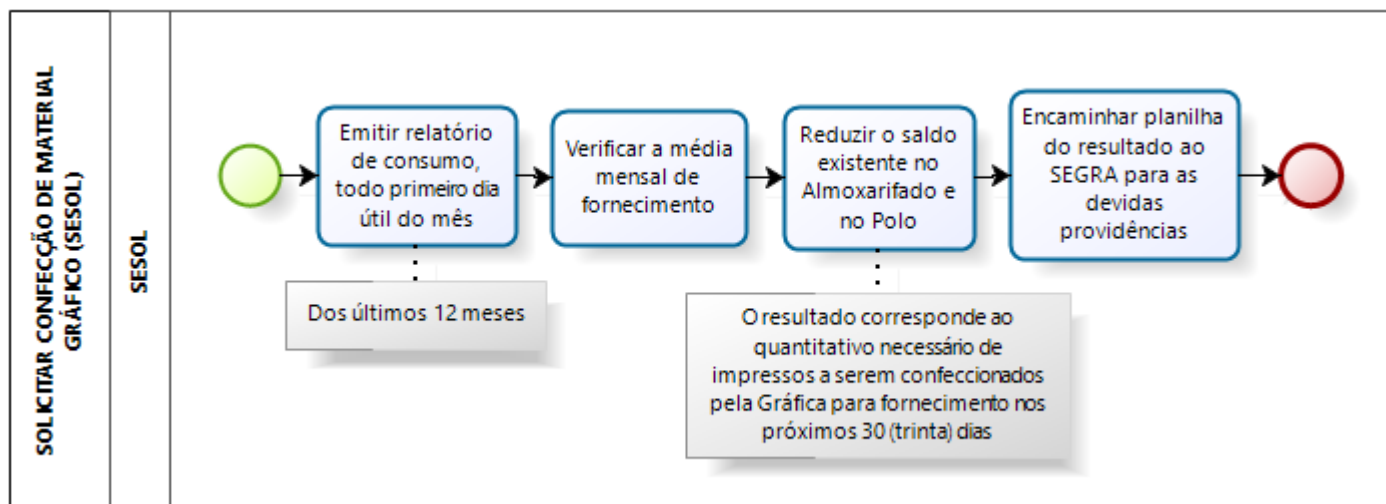 SOLICITAR CONFECÇÃO DE MATERIAL
GRÁFICO (SESOL)
SESOL
Emitir relatório
de consumo,
todo primeiro dia
útil do mês
Verificar a média
mensal de
fornecimento
Reduzir o saldo
existente no
Almoxarifado e
no Polo
Encaminhar planilha
do resultado ao
SEGRA para as
devidas
providências
Dos últimos 12 meses
O resultado corresponde ao
quantitativo necessário de
impressos a serem confeccionados
pela Gráfica para fornecimento nos
próximos 30 (trinta) dias